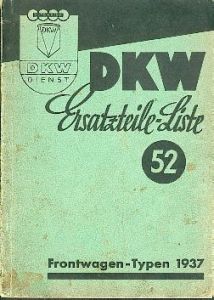 DKW
DIENST
DKW
Ersatzteile-Liste
52
Frontwagen-Typen 1937